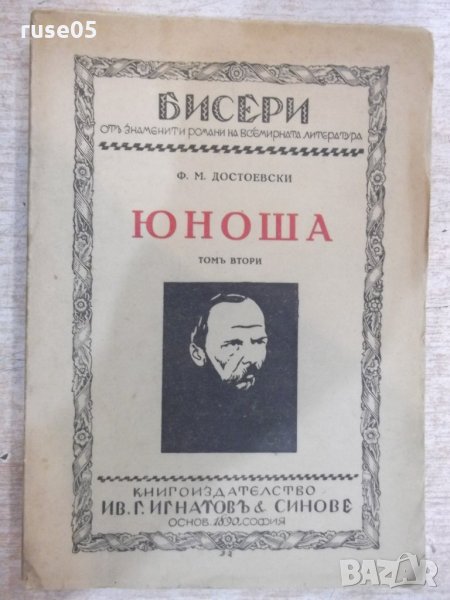 ruse05
БИСЕРИ
ОТЪ ЗНАМЕНИТИ РОМАНИ НА ВСЕМИРНАТА ЛИТЕРАТУРА
Ф. М. ДОСТОЕВСКИ
ЮНОША
ТОМЪ ВТОРИ
КНИГОИЗДАТЕЛСТВО
ИВ. Г. ИГНАТОВЪ & СИНОВЕ
ОСНОВ. 1890, СОФИЯ
BAZAR